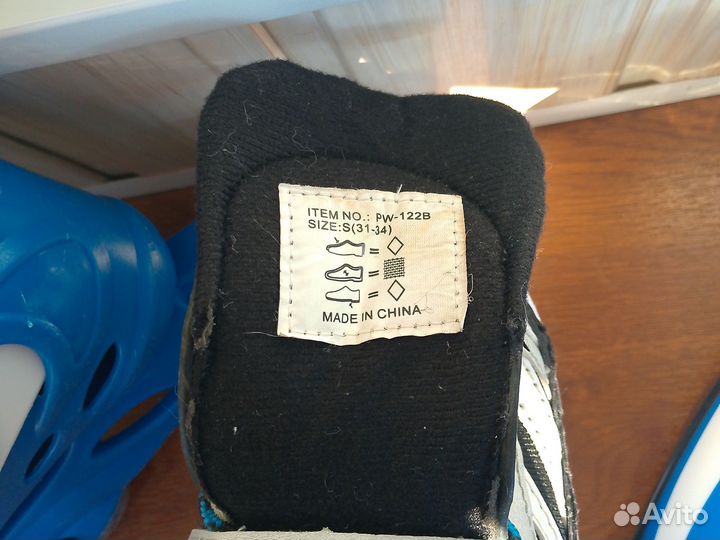 ITEM NO.: PW-122B
SIZE:S(31-34)
=
=
=
MADE IN CHINA
Avito